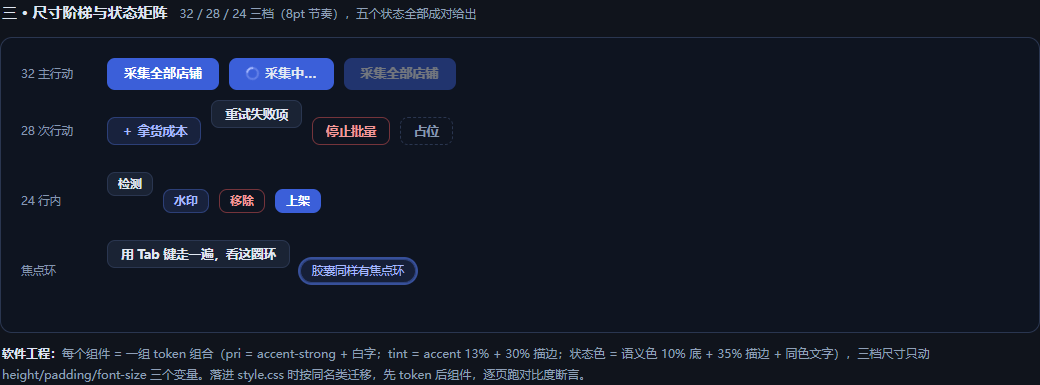 三 • 尺寸阶梯与状态矩阵 32 / 28 / 24 三档（8pt 节奏），五个状态全部成对给出
32 主行动 采集全部店铺 采集中... 采集全部店铺
28 次行动 + 拿货成本 重试失败项 停止批量 占位
24 行内 检测 水印 移除 上架
焦点环 用 Tab 键走一遍，看这圈环 胶囊同样有焦点环
软件工程：每个组件 = 一组 token 组合（pri = accent-strong + 白字；tint = accent 13% + 30% 描边；状态色 = 语义色 10% 底 + 35% 描边 + 同色文字），三档尺寸只动
height/padding/font-size 三个变量。落进 style.css 时按同名类迁移，先 token 后组件，逐页跑对比度断言。